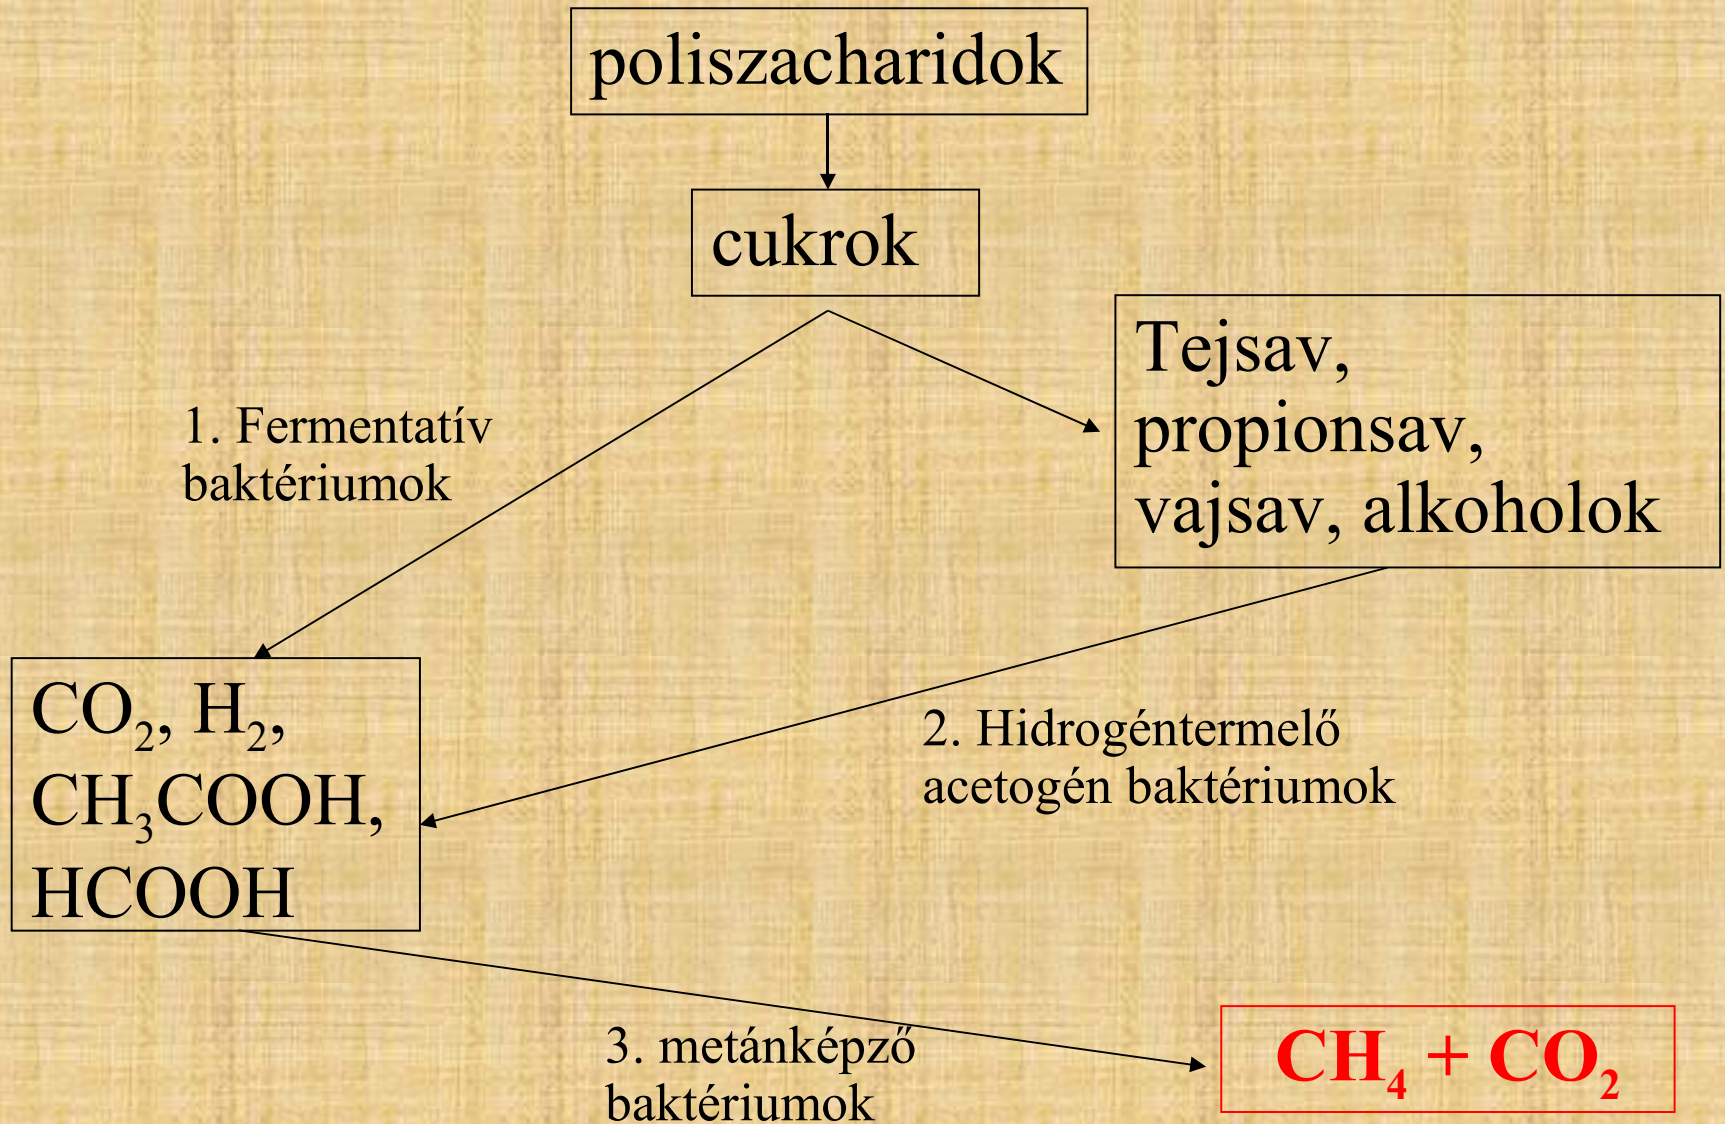 poliszacharidok
cukrok
Tejsav,
propionsav,
vajsav, alkoholok
1. Fermentatív
baktériumok
CO₂, H₂,
CH₃COOH,
HCOOH
2. Hidrogéntermelő
acetogén baktériumok
3. metánképző
baktériumok
CH₄ + CO₂